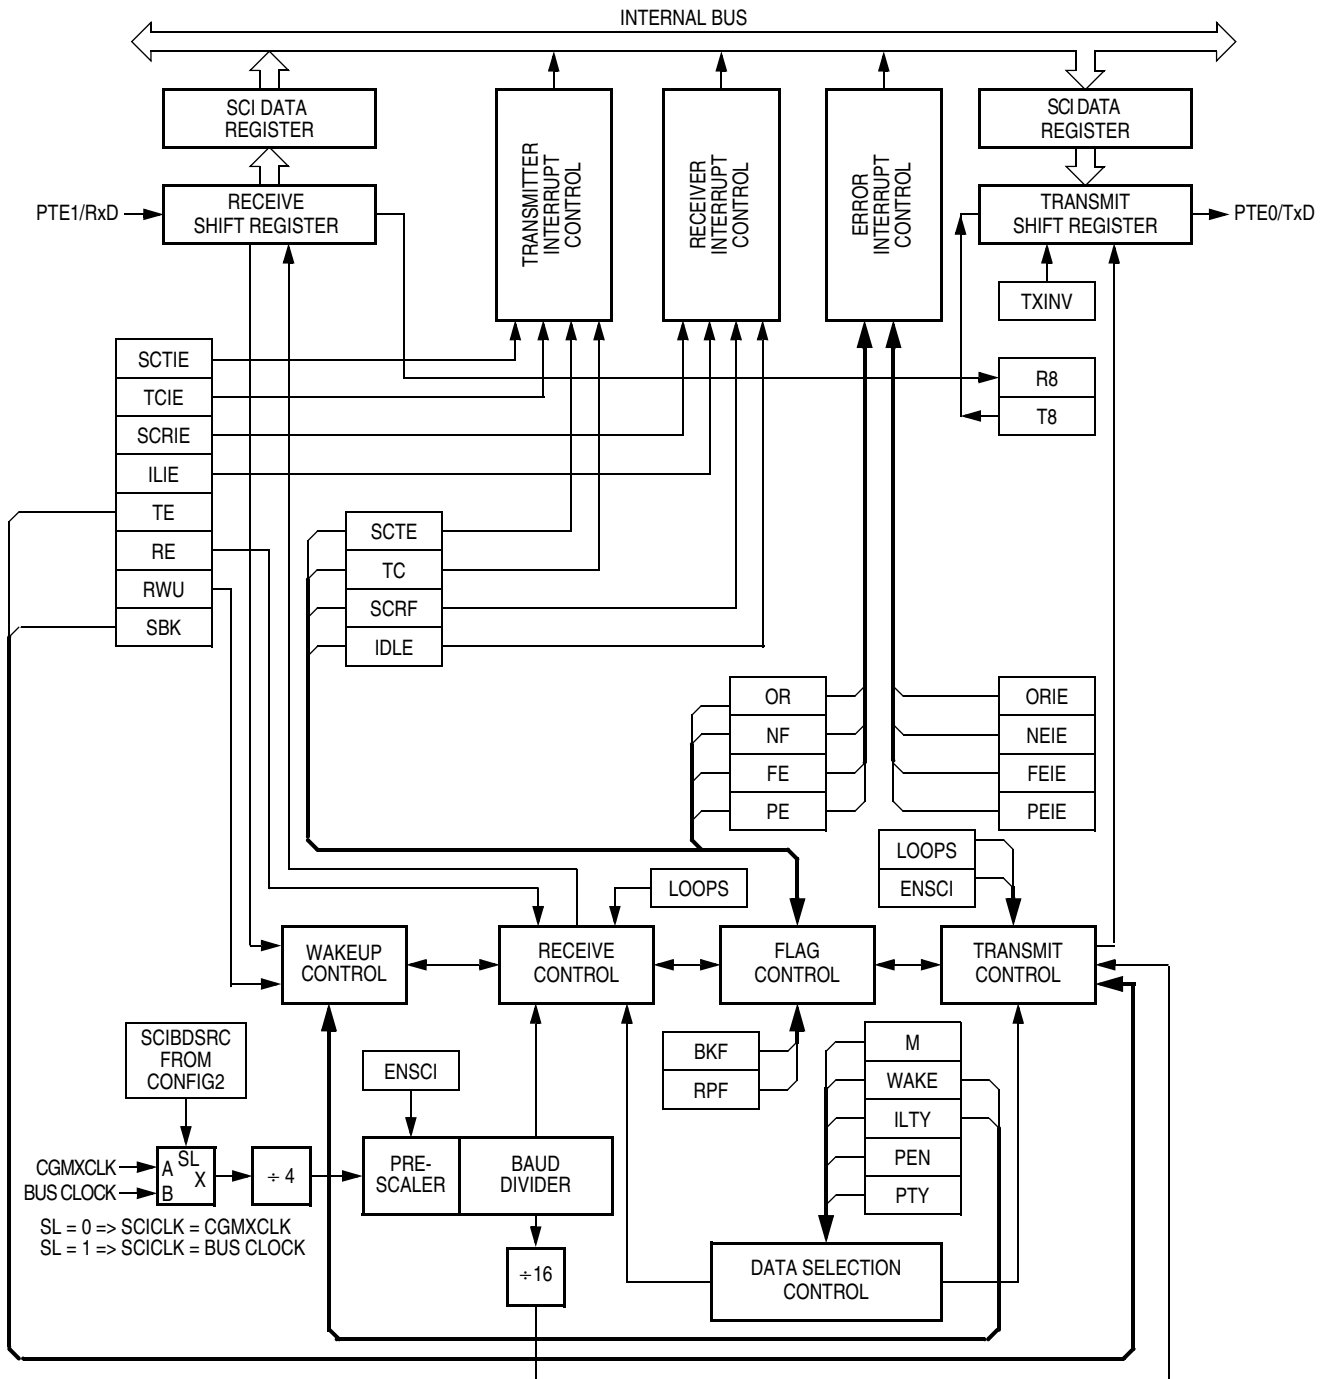 INTERNAL BUS
SCI DATA
REGISTER
TRANSMITTER
INTERRUPT
CONTROL
RECEIVER
INTERRUPT
CONTROL
ERROR
INTERRUPT
CONTROL
SCI DATA
REGISTER
PTE1/RxD
RECEIVE
SHIFT REGISTER
TRANSMIT
SHIFT REGISTER
PTE0/TxD
TXINV
SCTIE
TCIE
SCRIE
ILIE
TE
RE
RWU
SBK
R8
T8
SCTE
TC
SCRF
IDLE
OR
NF
FE
PE
ORIE
NEIE
FEIE
PEIE
LOOPS
LOOPS
ENSCI
WAKEUP
CONTROL
RECEIVE
CONTROL
FLAG
CONTROL
TRANSMIT
CONTROL
SCIBDSRC
FROM
CONFIG2
ENSCI
BKF
RPF
M
WAKE
ILTY
PEN
PTY
CGMXCLK
BUS CLOCK
A
SL
X
B
÷ 4
PRE-
SCALER
BAUD
DIVIDER
SL = 0 => SCICLK = CGMXCLK
SL = 1 => SCICLK = BUS CLOCK
÷16
DATA SELECTION
CONTROL